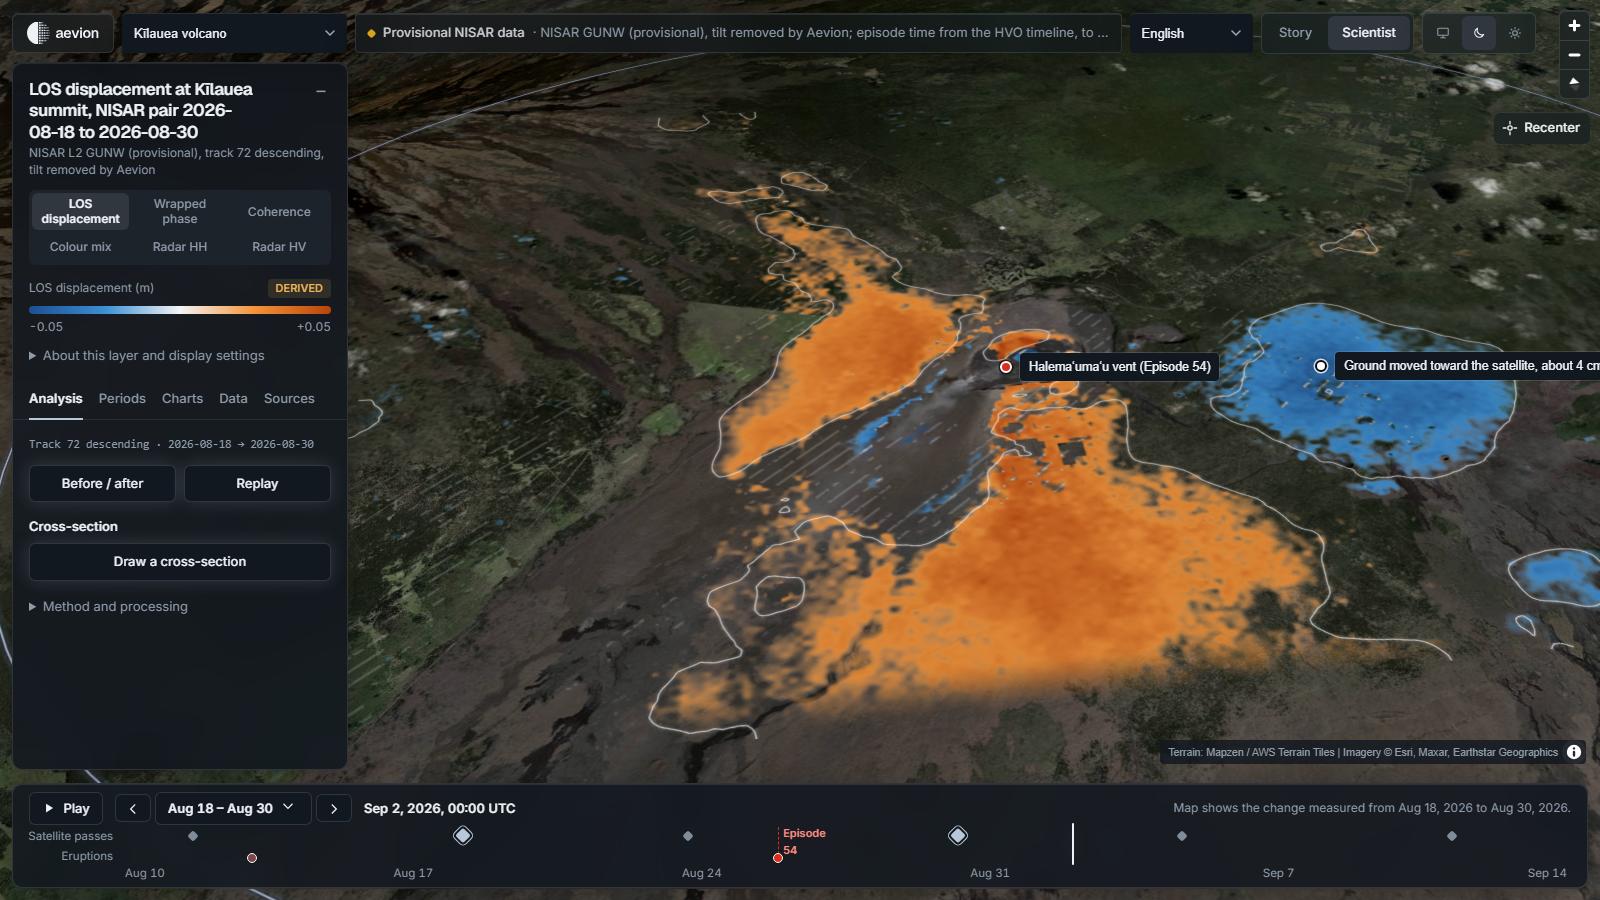 aevion
Kīlauea volcano
Provisional NISAR data · NISAR GUNW (provisional), tilt removed by Aevion; episode time from the HVO timeline, to ...
English
Story
Scientist
Recenter
LOS displacement at Kīlauea
summit, NISAR pair 2026-
08-18 to 2026-08-30
NISAR L2 GUNW (provisional), track 72 descending,
tilt removed by Aevion
LOS
displacement
Wrapped
phase
Coherence
Colour mix
Radar HH
Radar HV
LOS displacement (m)
DERIVED
-0.05
+0.05
About this layer and display settings
Analysis
Periods
Charts
Data
Sources
Track 72 descending · 2026-08-18 → 2026-08-30
Before / after
Replay
Cross-section
Draw a cross-section
Method and processing
Halemaʻumaʻu vent (Episode 54)
Ground moved toward the satellite, about 4 cm
Terrain: Mapzen / AWS Terrain Tiles | Imagery © Esri, Maxar, Earthstar Geographics
Play
Aug 18 – Aug 30
Sep 2, 2026, 00:00 UTC
Map shows the change measured from Aug 18, 2026 to Aug 30, 2026.
Satellite passes
Eruptions
Episode
54
Aug 10
Aug 17
Aug 24
Aug 31
Sep 7
Sep 14